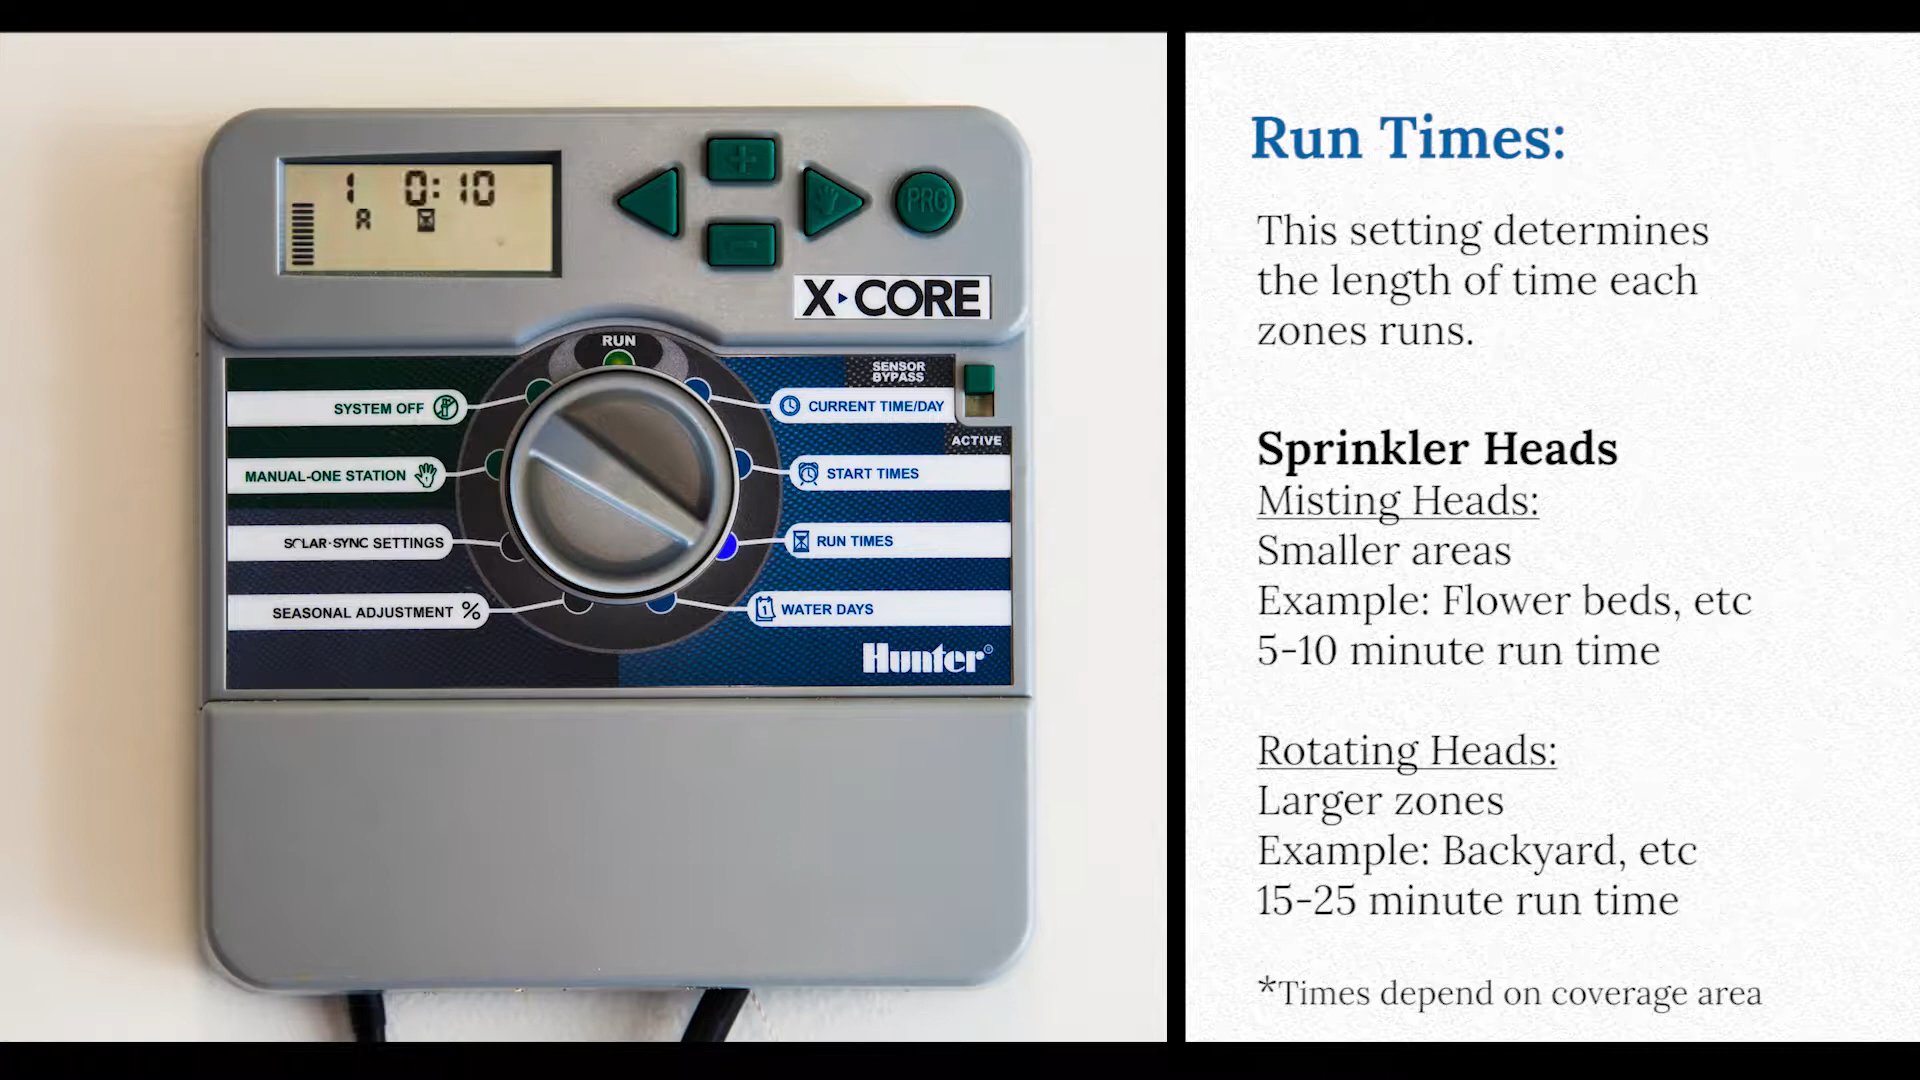 1 0:10
A
+
-
PRG
X CORE
RUN
SENSOR
BYPASS
SYSTEM OFF
CURRENT TIME/DAY
ACTIVE
MANUAL-ONE STATION
START TIMES
SOLAR·SYNC SETTINGS
RUN TIMES
SEASONAL ADJUSTMENT %
1 WATER DAYS
Hunter®
Run Times:
This setting determines
the length of time each
zones runs.
Sprinkler Heads
Misting Heads:
Smaller areas
Example: Flower beds, etc
5-10 minute run time
Rotating Heads:
Larger zones
Example: Backyard, etc
15-25 minute run time
*Times depend on coverage area